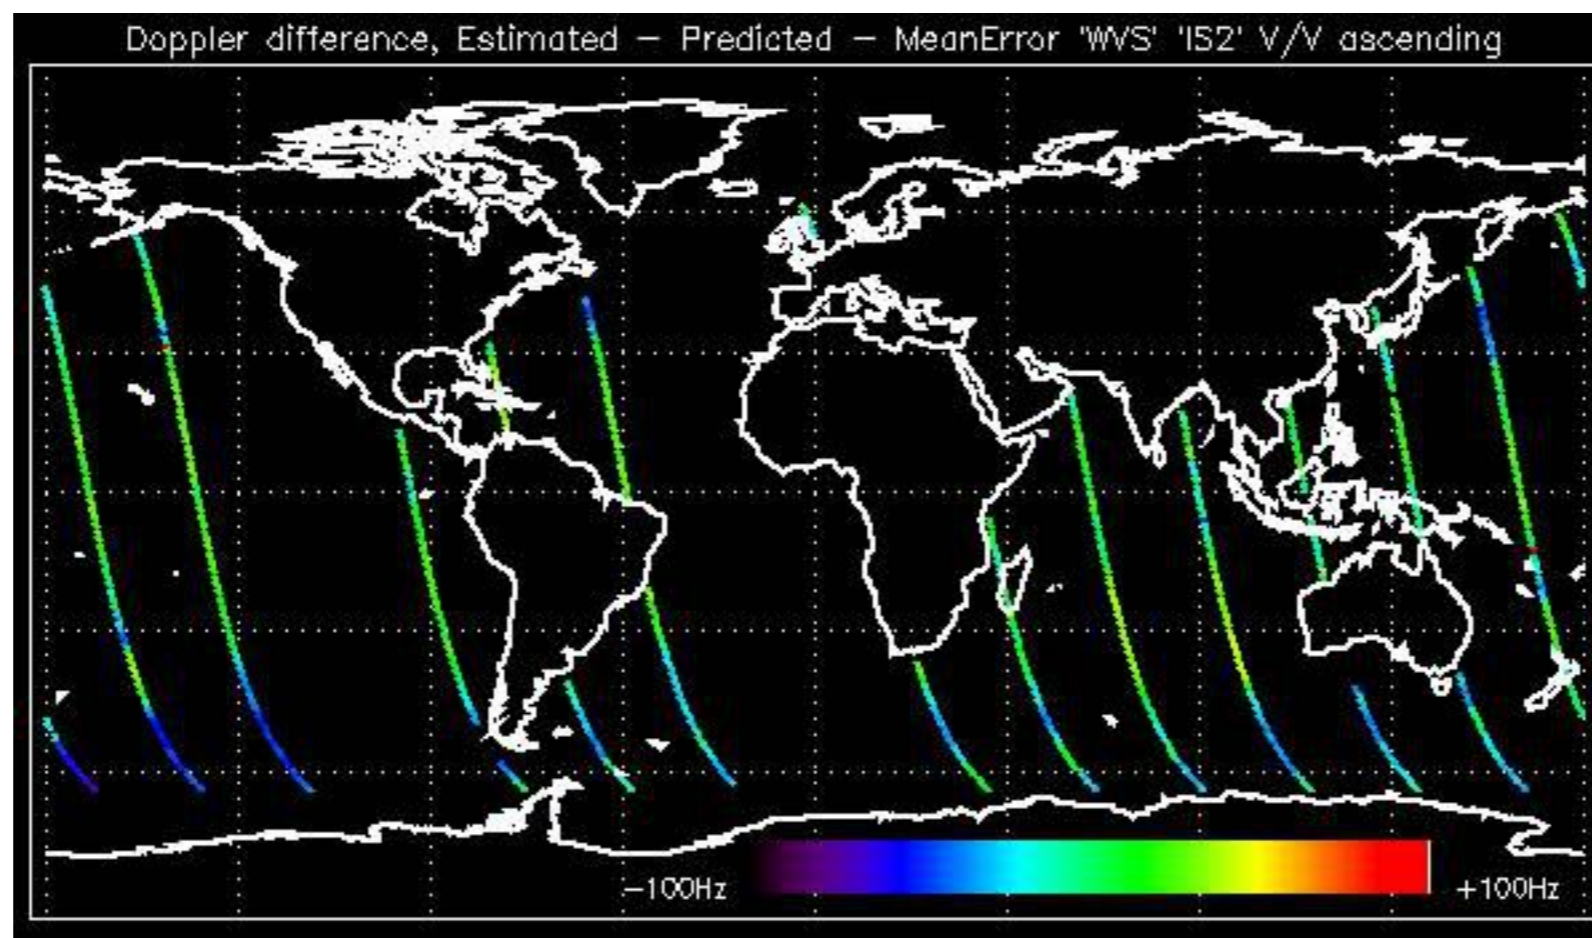 Doppler difference, Estimated − Predicted − MeanError 'WVS' 'IS2' V/V ascending
−100Hz
+100Hz